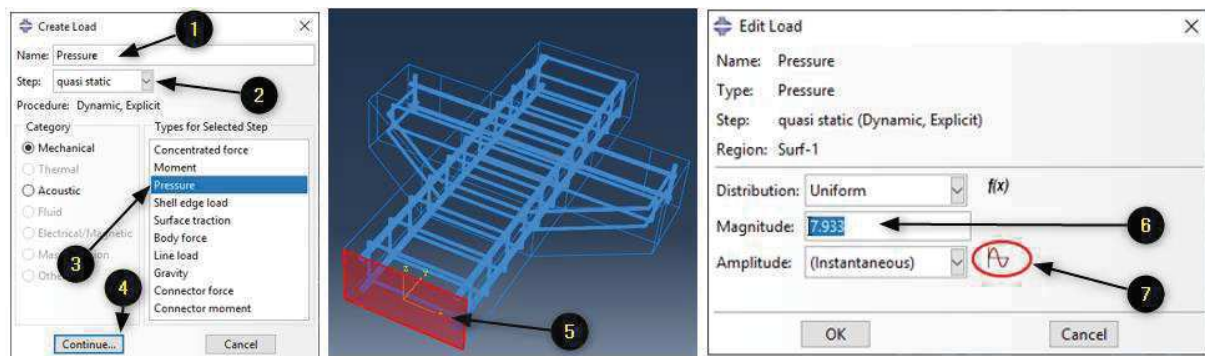 Create Load
1
Name: Pressure
Step: quasi static
2
Procedure: Dynamic, Explicit
Category
Types for Selected Step
Mechanical
Thermal
Acoustic
Fluid
Electrical/Magnetic
Concentrated force
Moment
Pressure
Shell edge load
Surface traction
Body force
Line load
Gravity
Connector force
Connector moment
3
4
Continue...
Cancel
Z
Y
5
Edit Load
Name: Pressure
Type: Pressure
Step: quasi static (Dynamic, Explicit)
Region: Surf-1
Distribution: Uniform
f(x)
Magnitude: 7.933
6
Amplitude: (Instantaneous)
7
OK
Cancel